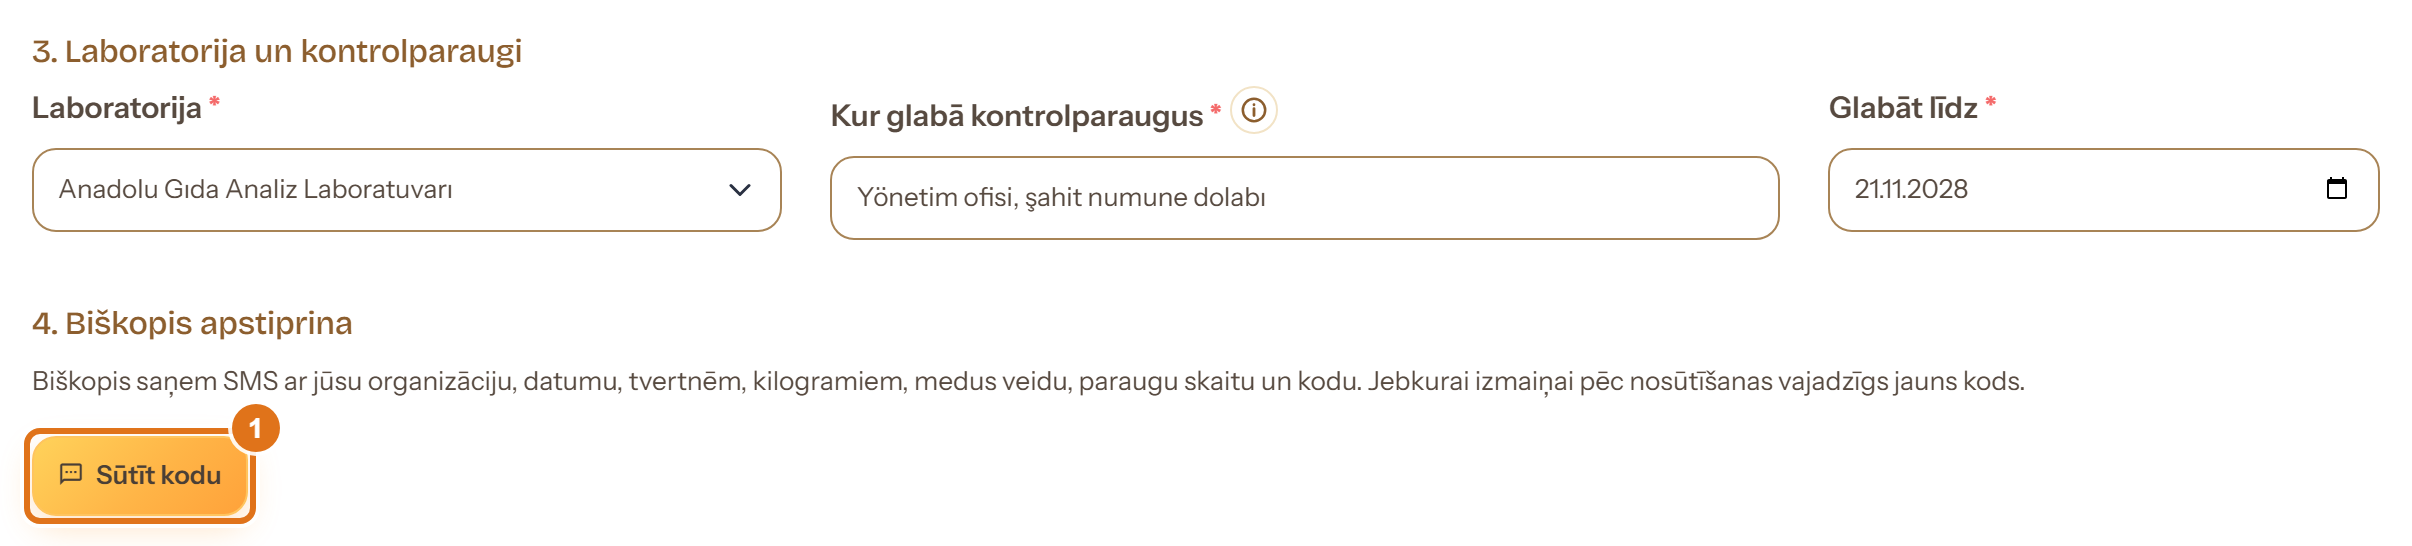 3. Laboratorija un kontrolparaugi
Laboratorija *
Kur glabā kontrolparaugus *
Glabāt līdz *
Anadolu Gıda Analiz Laboratuvarı
Yönetim ofisi, şahit numune dolabı
21.11.2028
4. Biškopis apstiprina
Biškopis saņem SMS ar jūsu organizāciju, datumu, tvertnēm, kilogramiem, medus veidu, paraugu skaitu un kodu. Jebkurai izmaiņai pēc nosūtīšanas vajadzīgs jauns kods.
1
Sūtīt kodu